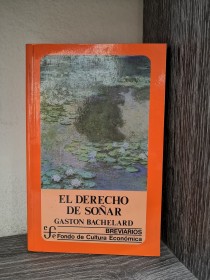 EL DERECHO
DE SOÑAR
GASTON BACHELARD
BREVIARIOS
Fondo de Cultura Económica